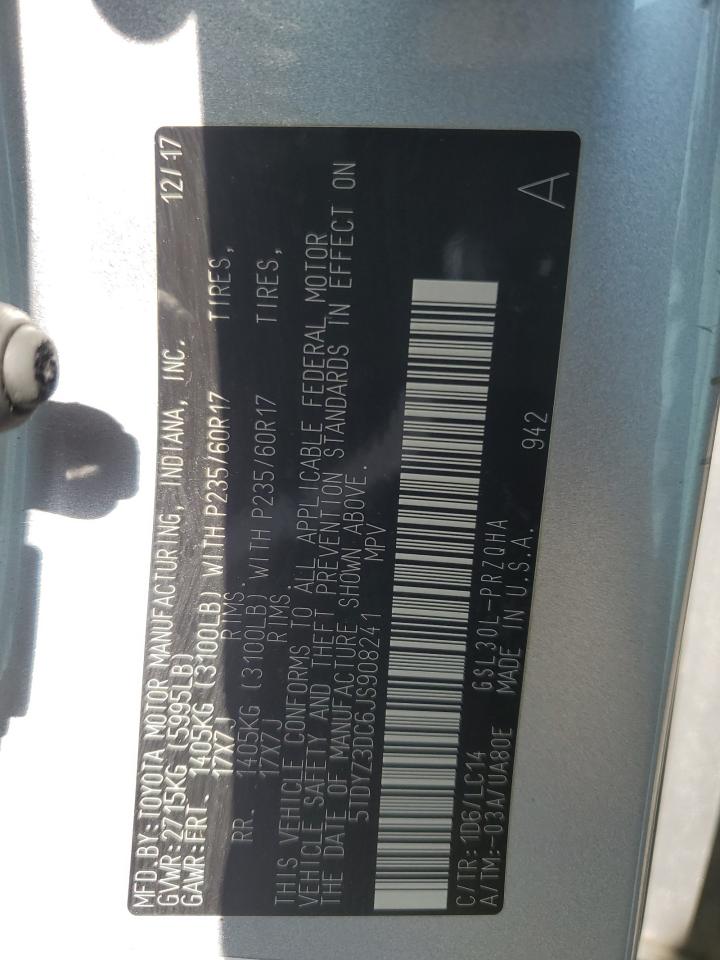 MFD.BY:TOYOTA MOTOR MANUFACTURING, INDIANA, INC. 12/17
GVWR:2715KG (5995LB)
GAWR:FRT. 1405KG (3100LB) WITH P235/60R17 TIRES,
17X7J RIMS.
RR. 1405KG (3100LB) WITH P235/60R17 TIRES,
17X7J RIMS.
THIS VEHICLE CONFORMS TO ALL APPLICABLE FEDERAL MOTOR
VEHICLE SAFETY AND THEFT PREVENTION STANDARDS IN EFFECT ON
THE DATE OF MANUFACTURE SHOWN ABOVE.
5TDYZ3DC6JS908241 MPV
C/TR:1D6/LC14 GSL30L-PRZQHA
A/TM:-03A/UA80E MADE IN U.S.A. 942 A